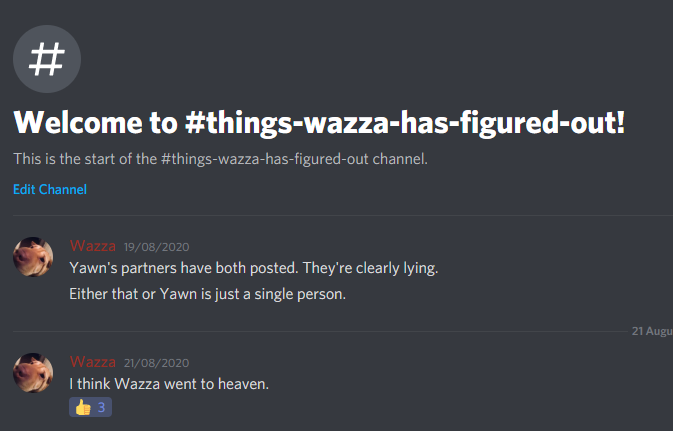 #
Welcome to #things-wazza-has-figured-out!
This is the start of the #things-wazza-has-figured-out channel.
Edit Channel
Wazza 19/08/2020
Yawn's partners have both posted. They're clearly lying.
Either that or Yawn is just a single person.
21 Augu
Wazza 21/08/2020
I think Wazza went to heaven.
👍 3